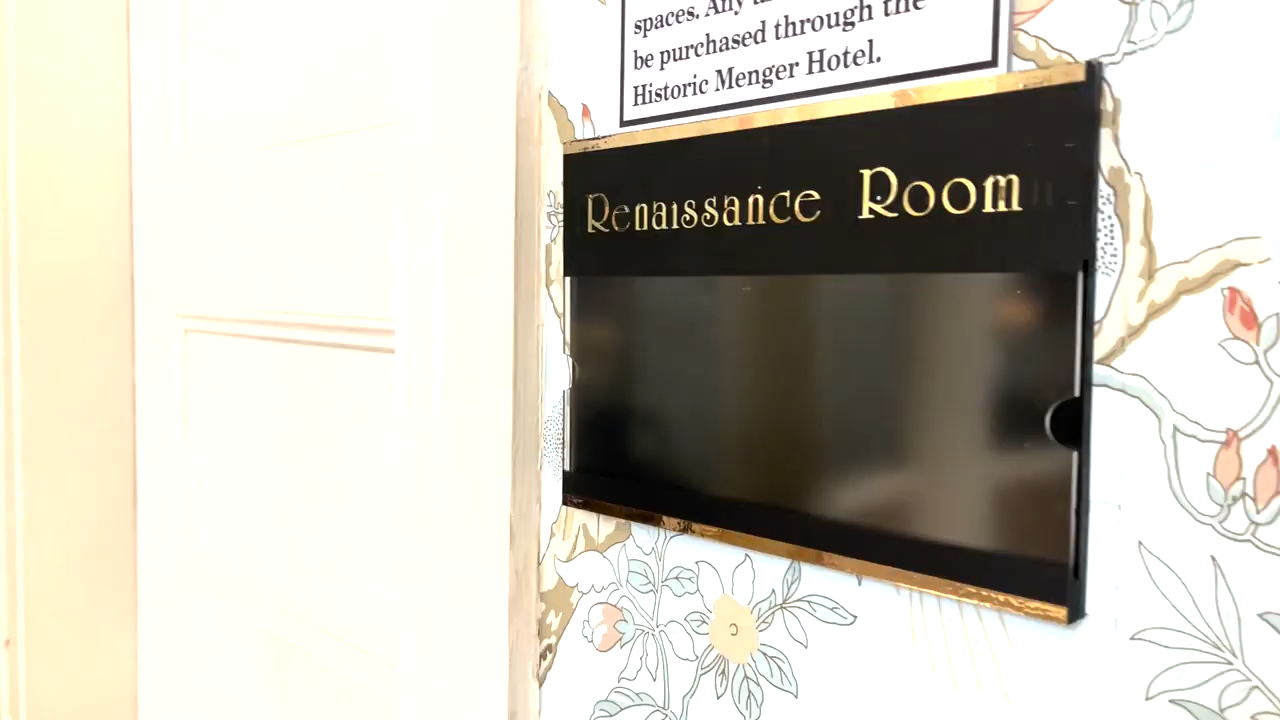 spaces. Any
be purchased through the
Historic Menger Hotel.
Renaissance Room